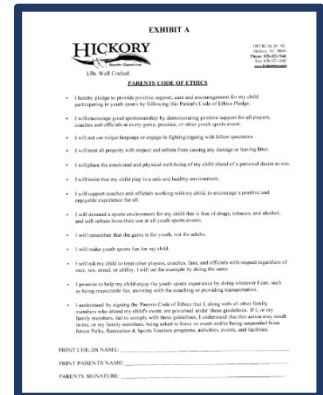 EXHIBIT A
HICKORY
North Carolina
Life. Well Crafted.
Hickory, NC
PARENTS CODE OF ETHICS
• I hereby pledge to provide positive support, care and encouragement for my child
participating in youth sports by following this Parent's Code of Ethics Pledge.
• I will encourage good sportsmanship by demonstrating positive support for all players,
coaches and officials at every game, practice, or other youth sports event.
• I will not use vulgar language or engage in fighting/arguing with fellow spectators.
• I will treat all property with respect and refrain from causing any damage or leaving litter.
• I will place the emotional and physical well-being of my child ahead of a personal desire to win.
• I will insist that my child play in a safe and healthy environment.
• I will support coaches and officials working with my child, to encourage a positive and
enjoyable experience for all.
• I will demand a sports environment for my child that is free of drugs, tobacco, and alcohol,
and will refrain from their use at all youth sports events.
• I will remember that the game is for youth, not for adults.
• I will make youth sports fun for my child.
• I will ask my child to treat other players, coaches, fans, and officials with respect regardless of
race, sex, creed, or ability. I will set the example by doing the same.
• I promise to help my child enjoy the youth sports experience by doing whatever I can, such
as being respectful fan, assisting with the coaching or providing transportation.
• I understand by signing the Parents Code of Ethics that I, along with all other family
members who attend my child's event, are governed under these guidelines. If I, or my
family members, fail to comply with these guidelines, I understand that this action may result
in me, or my family members, being asked to leave an event and/or being suspended from
future Parks, Recreation & Sports Tourism programs, activities, events, and facilities.
PRINT CHILDS NAME:
PRINT PARENTS NAME:
PARENTS SIGNATURE: